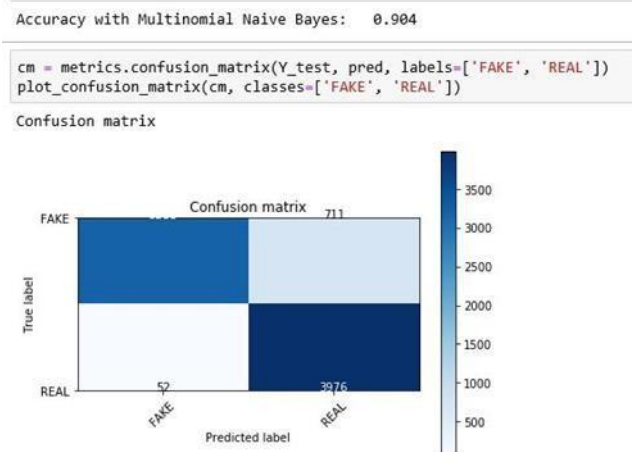 Accuracy with Multinomial Naive Bayes: 0.904
cm = metrics.confusion_matrix(Y_test, pred, labels=['FAKE', 'REAL'])
plot_confusion_matrix(cm, classes=['FAKE', 'REAL'])
Confusion matrix
Confusion matrix
FAKE
711
True label
REAL
52
3976
FAKE
REAL
Predicted label
3500
3000
2500
2000
1500
1000
500